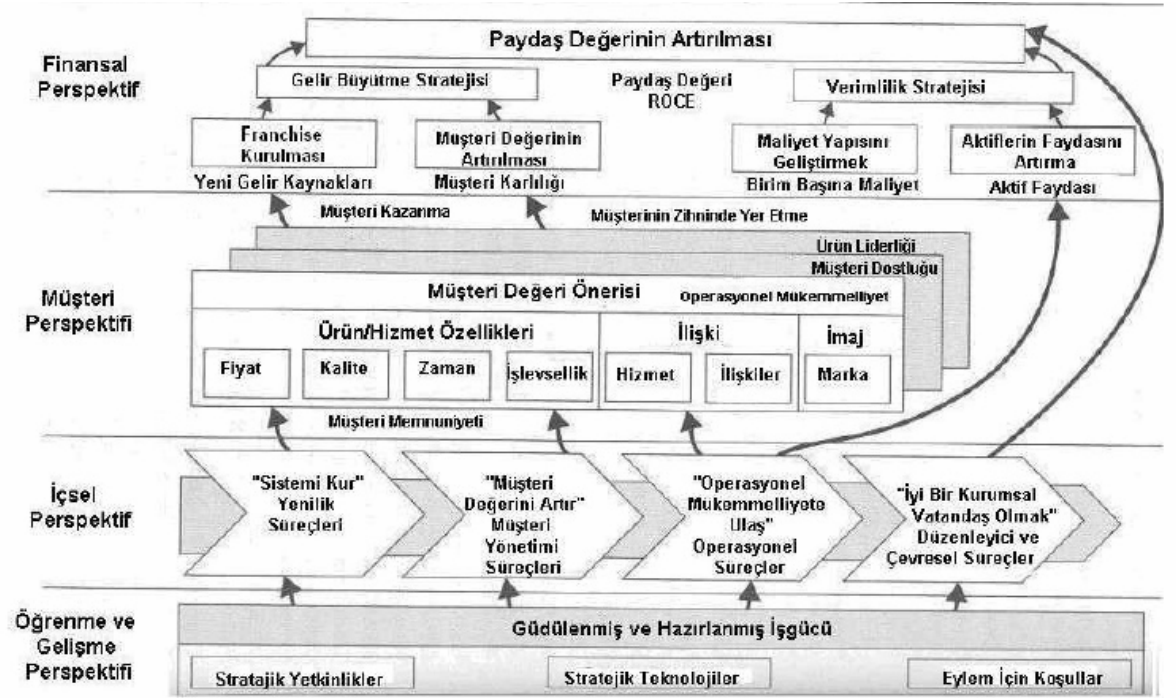 Paydaş Değerinin Artırılması
Finansal
Perspektif
Gelir Büyütme Stratejisi
Paydaş Değeri
ROCE
Verimlilik Stratejisi
Franchise
Kurulması
Müşteri Değerinin
Artırılması
Maliyet Yapısını
Geliştirmek
Aktiflerin Faydasını
Artırma
Yeni Gelir Kaynakları
Müşteri Karlılığı
Birim Başına Maliyet
Aktif Faydası
Müşteri Kazanma
Müşterinin Zihninde Yer Etme
Ürün Liderliği
Müşteri Dostluğu
Müşteri
Perspektifi
Müşteri Değeri Önerisi
Operasyonel Mükemmelliyet
Ürün/Hizmet Özellikleri
İlişki
İmaj
Fiyat
Kalite
Zaman
İşlevsellik
Hizmet
İlişkiler
Marka
Müşteri Memnuniyeti
İçsel
Perspektif
"Sistemi Kur"
Yenilik
Süreçleri
"Müşteri
Değerini Artır"
Müşteri
Yönetimi
Süreçleri
"Operasyonel
Mükemmelliyete
Ulaş"
Operasyonel
Süreçler
"İyi Bir Kurumsal
Vatandaş Olmak"
Düzenleyici ve
Çevresel Süreçler
Öğrenme ve
Gelişme
Perspektifi
Güdülenmiş ve Hazırlanmış İşgücü
Stratajik Yetkinlikler
Stratejik Teknolojiler
Eylem İçin Koşullar